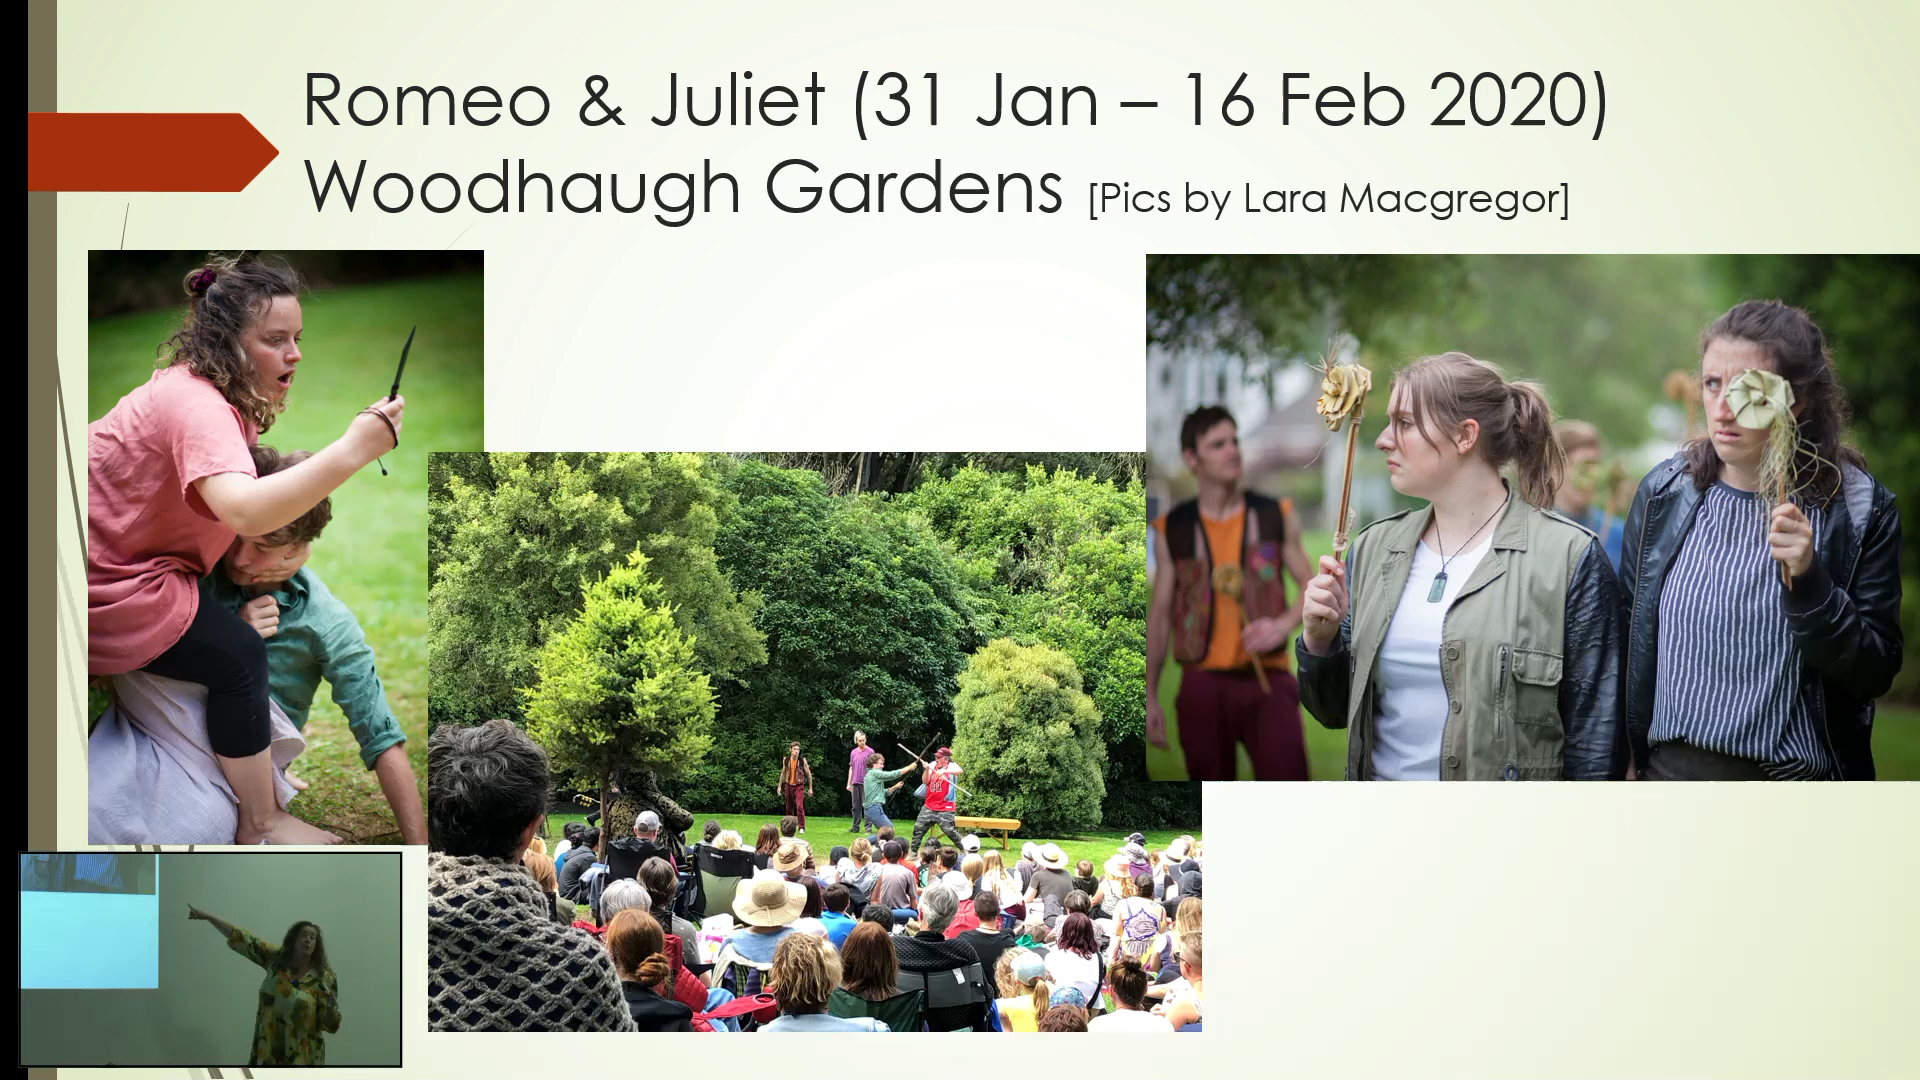 Romeo & Juliet (31 Jan – 16 Feb 2020)
Woodhaugh Gardens [Pics by Lara Macgregor]